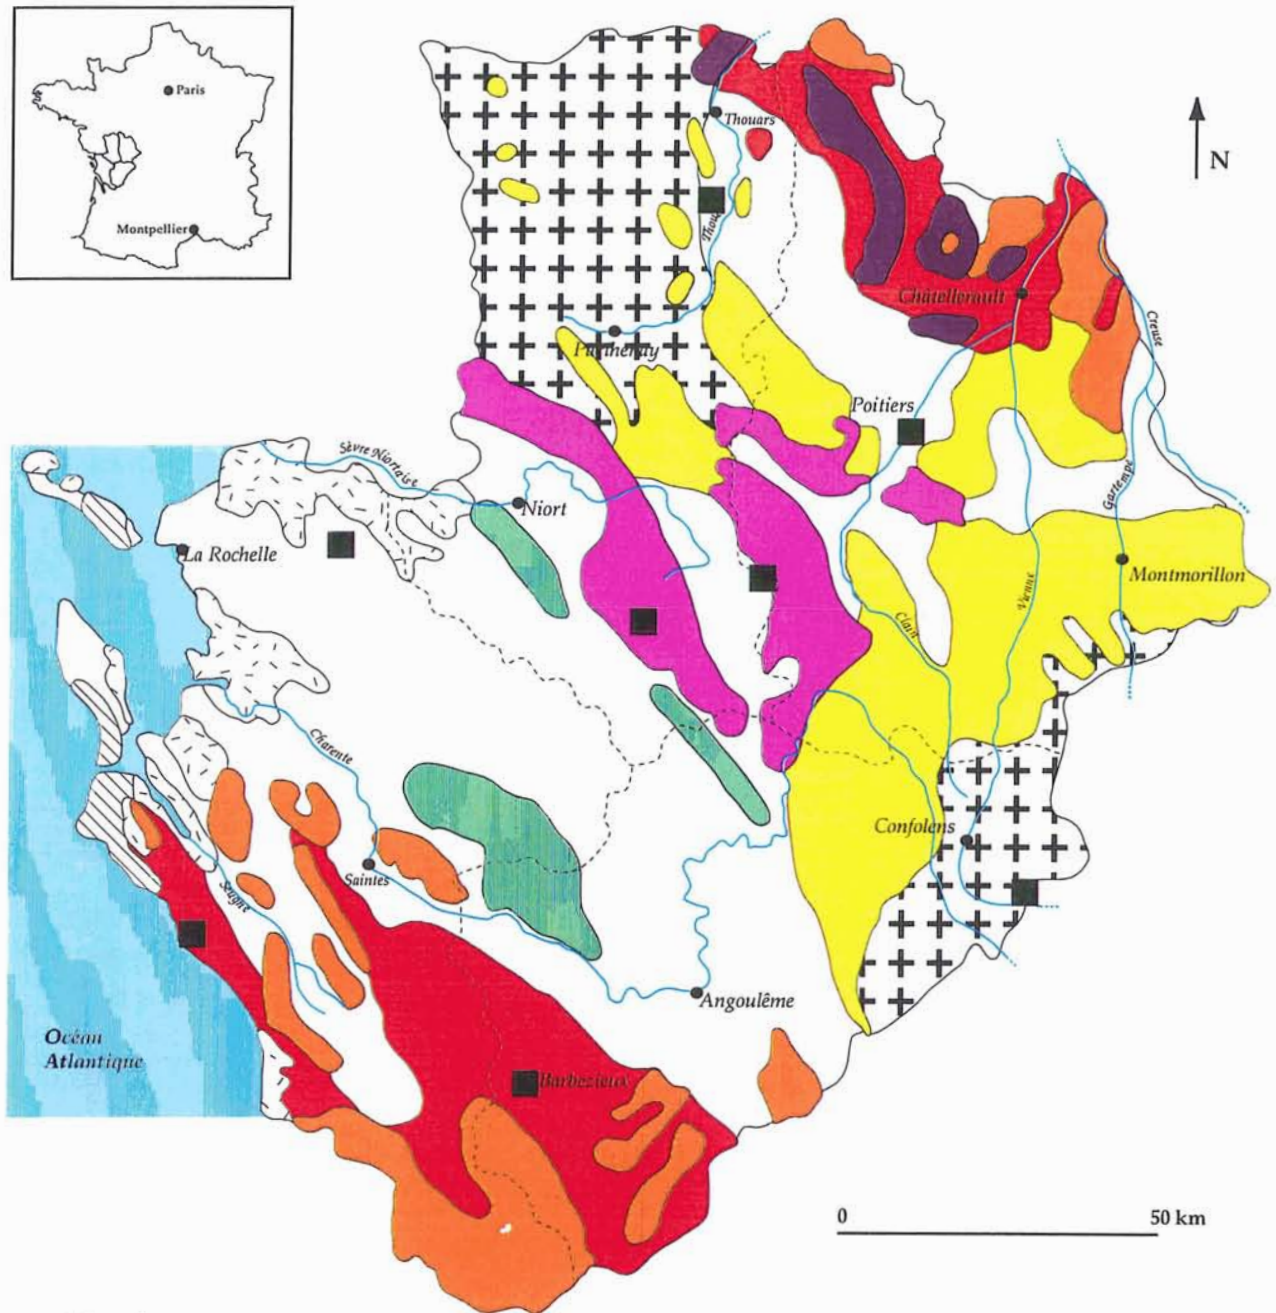 Paris
Montpellier
N
Thouars
Thouet
Châtellerault
Creuse
Parthenay
Poitiers
Sèvre Niortaise
Gartempe
Niort
La Rochelle
Montmorillon
Vienne
Clain
Charente
Confolens
Saintes
Seugne
Angoulême
Océan
Atlantique
Barbezieux
0 50 km